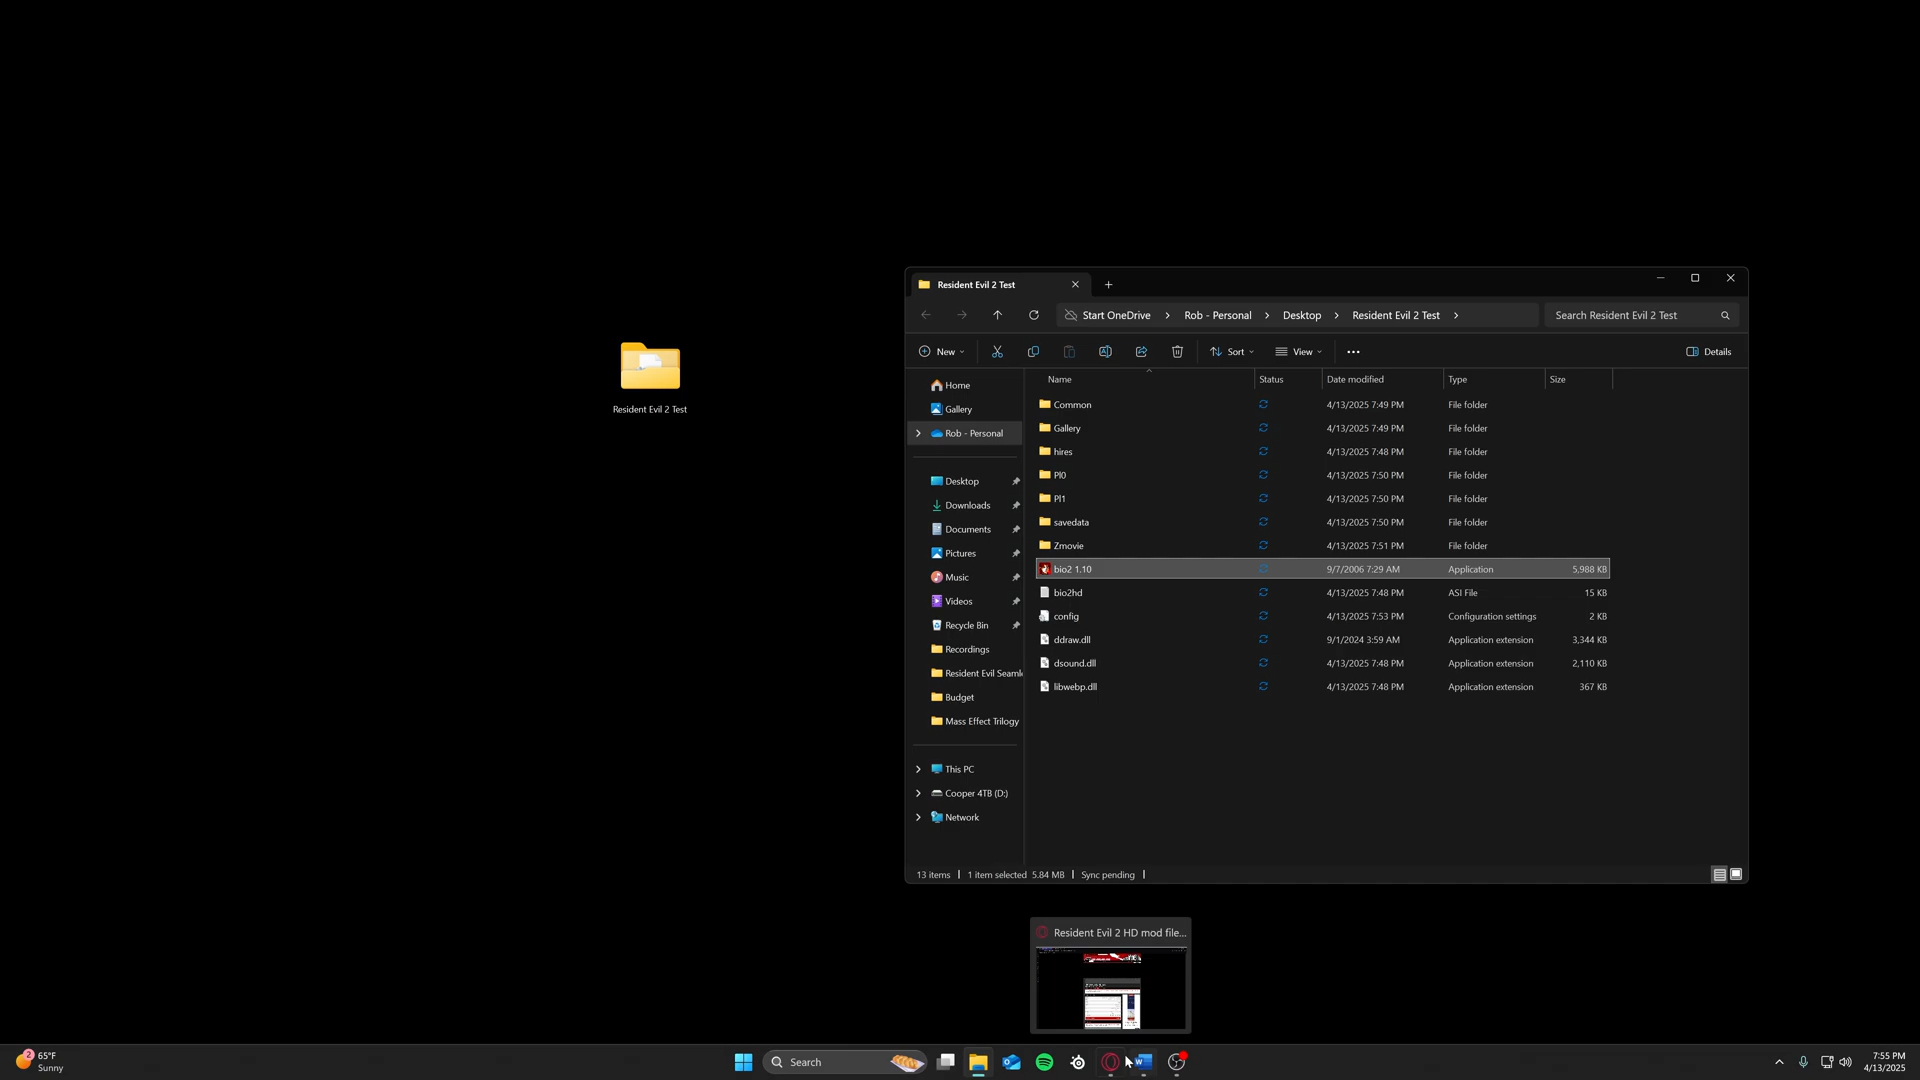 Resident Evil 2 Test
Resident Evil 2 Test
Start OneDrive Rob - Personal Desktop Resident Evil 2 Test
Search Resident Evil 2 Test
New Sort View Details
Home
Gallery
Rob - Personal
Desktop
Downloads
Documents
Pictures
Music
Videos
Recycle Bin
Recordings
Resident Evil Seaml
Budget
Mass Effect Trilogy
This PC
Cooper 4TB (D:)
Network
Name Status Date modified Type Size
Common 4/13/2025 7:49 PM File folder
Gallery 4/13/2025 7:49 PM File folder
hires 4/13/2025 7:48 PM File folder
Pl0 4/13/2025 7:50 PM File folder
Pl1 4/13/2025 7:50 PM File folder
savedata 4/13/2025 7:50 PM File folder
Zmovie 4/13/2025 7:51 PM File folder
bio2 1.10 9/7/2006 7:29 AM Application 5,988 KB
bio2hd 4/13/2025 7:48 PM ASI File 15 KB
config 4/13/2025 7:53 PM Configuration settings 2 KB
ddraw.dll 9/1/2024 3:59 AM Application extension 3,344 KB
dsound.dll 4/13/2025 7:48 PM Application extension 2,110 KB
libwebp.dll 4/13/2025 7:48 PM Application extension 367 KB
13 items 1 item selected 5.84 MB Sync pending
Resident Evil 2 HD mod file...
2
65°F
Sunny
Search
W
7:55 PM
4/13/2025